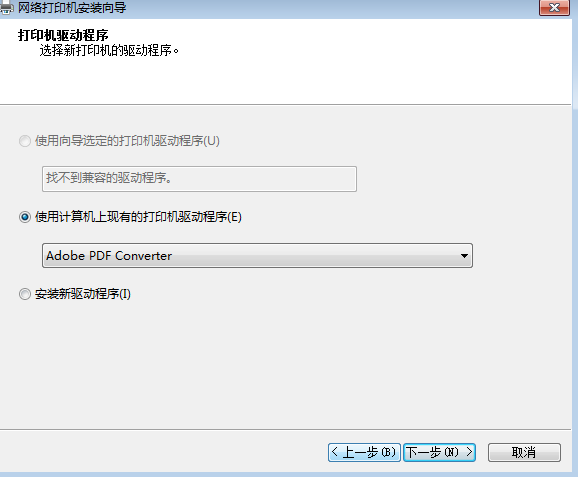 网络打印机安装向导
打印机驱动程序
选择新打印机的驱动程序。
使用向导选定的打印机驱动程序(U)
找不到兼容的驱动程序。
使用计算机上现有的打印机驱动程序(E)
Adobe PDF Converter
安装新驱动程序(I)
< 上一步(B) 下一步(N) > 取消